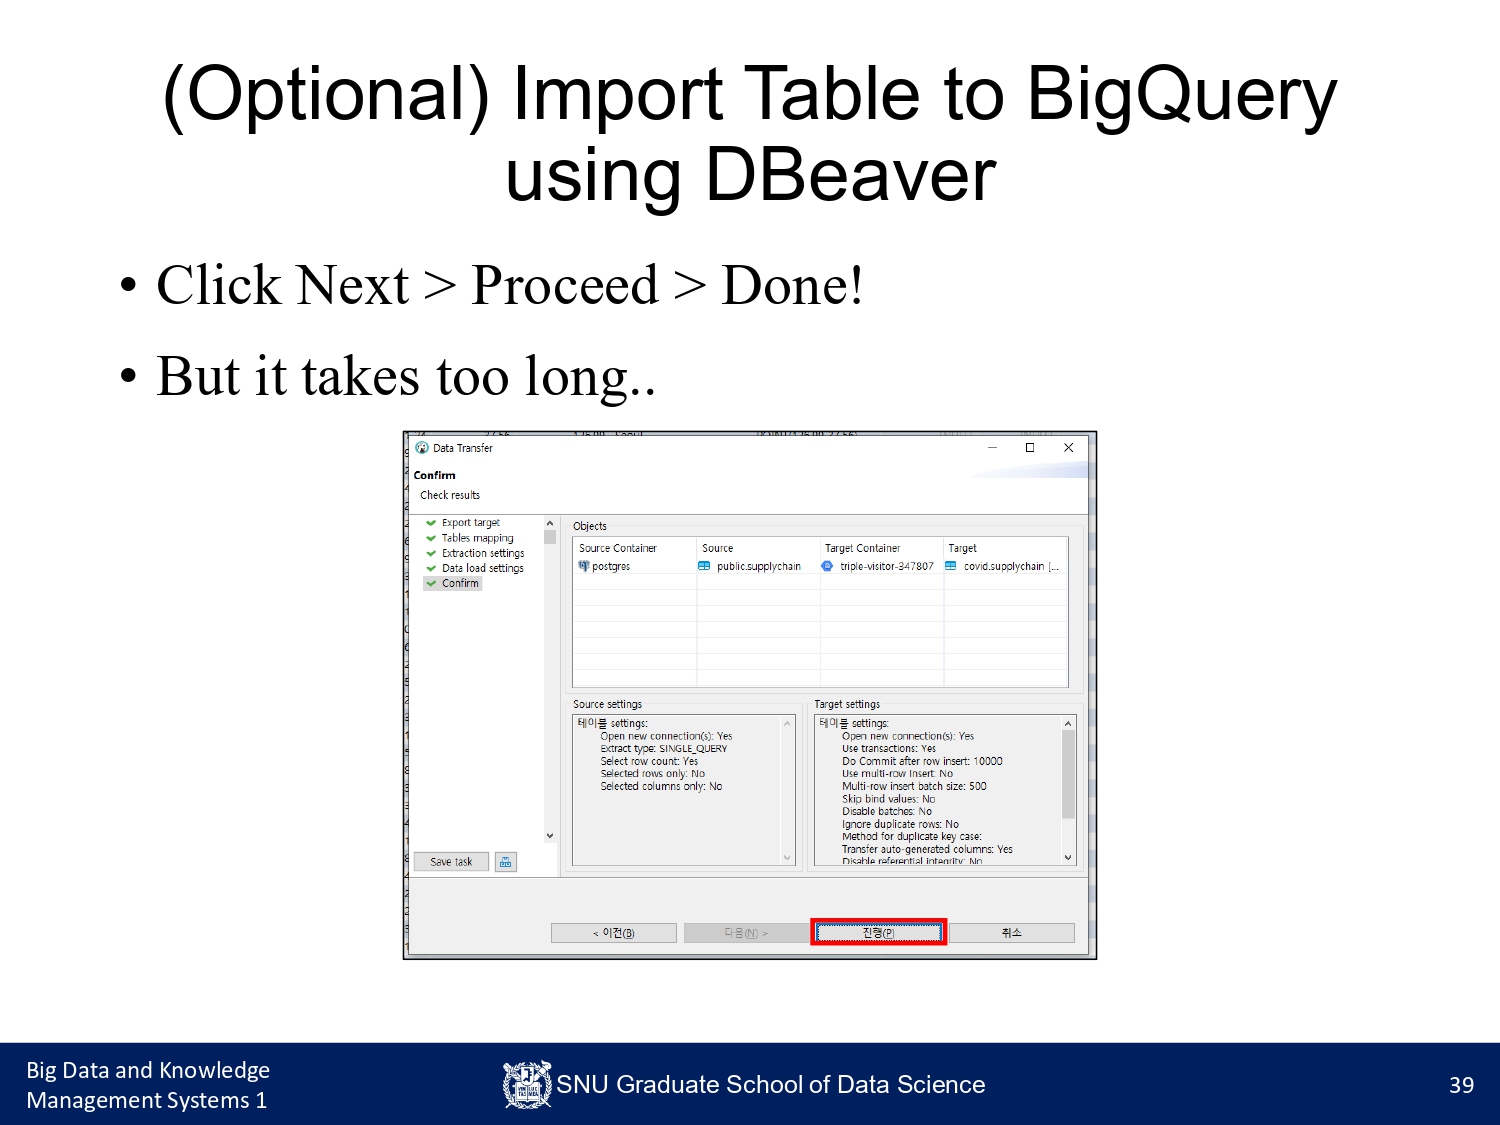 (Optional) Import Table to BigQuery
using DBeaver
• Click Next > Proceed > Done!
• But it takes too long..
Data Transfer
Confirm
Check results
Export target
Tables mapping
Extraction settings
Data load settings
Confirm
Save task
Objects
Source Container Source Target Container Target
postgres public.supplychain triple-visitor-347807 covid.supplychain [...
Source settings
테이블 settings:
Open new connection(s): Yes
Extract type: SINGLE_QUERY
Select row count: Yes
Selected rows only: No
Selected columns only: No
Target settings
테이블 settings:
Open new connection(s): Yes
Use transactions: Yes
Do Commit after row insert: 10000
Use multi-row Insert: No
Multi-row insert batch size: 500
Skip bind values: No
Disable batches: No
Ignore duplicate rows: No
Method for duplicate key case:
Transfer auto-generated columns: Yes
Disable referential integrity: No
< 이전(B) 다음(N) > 진행(P) 취소
Big Data and Knowledge
Management Systems 1
SNU Graduate School of Data Science
39